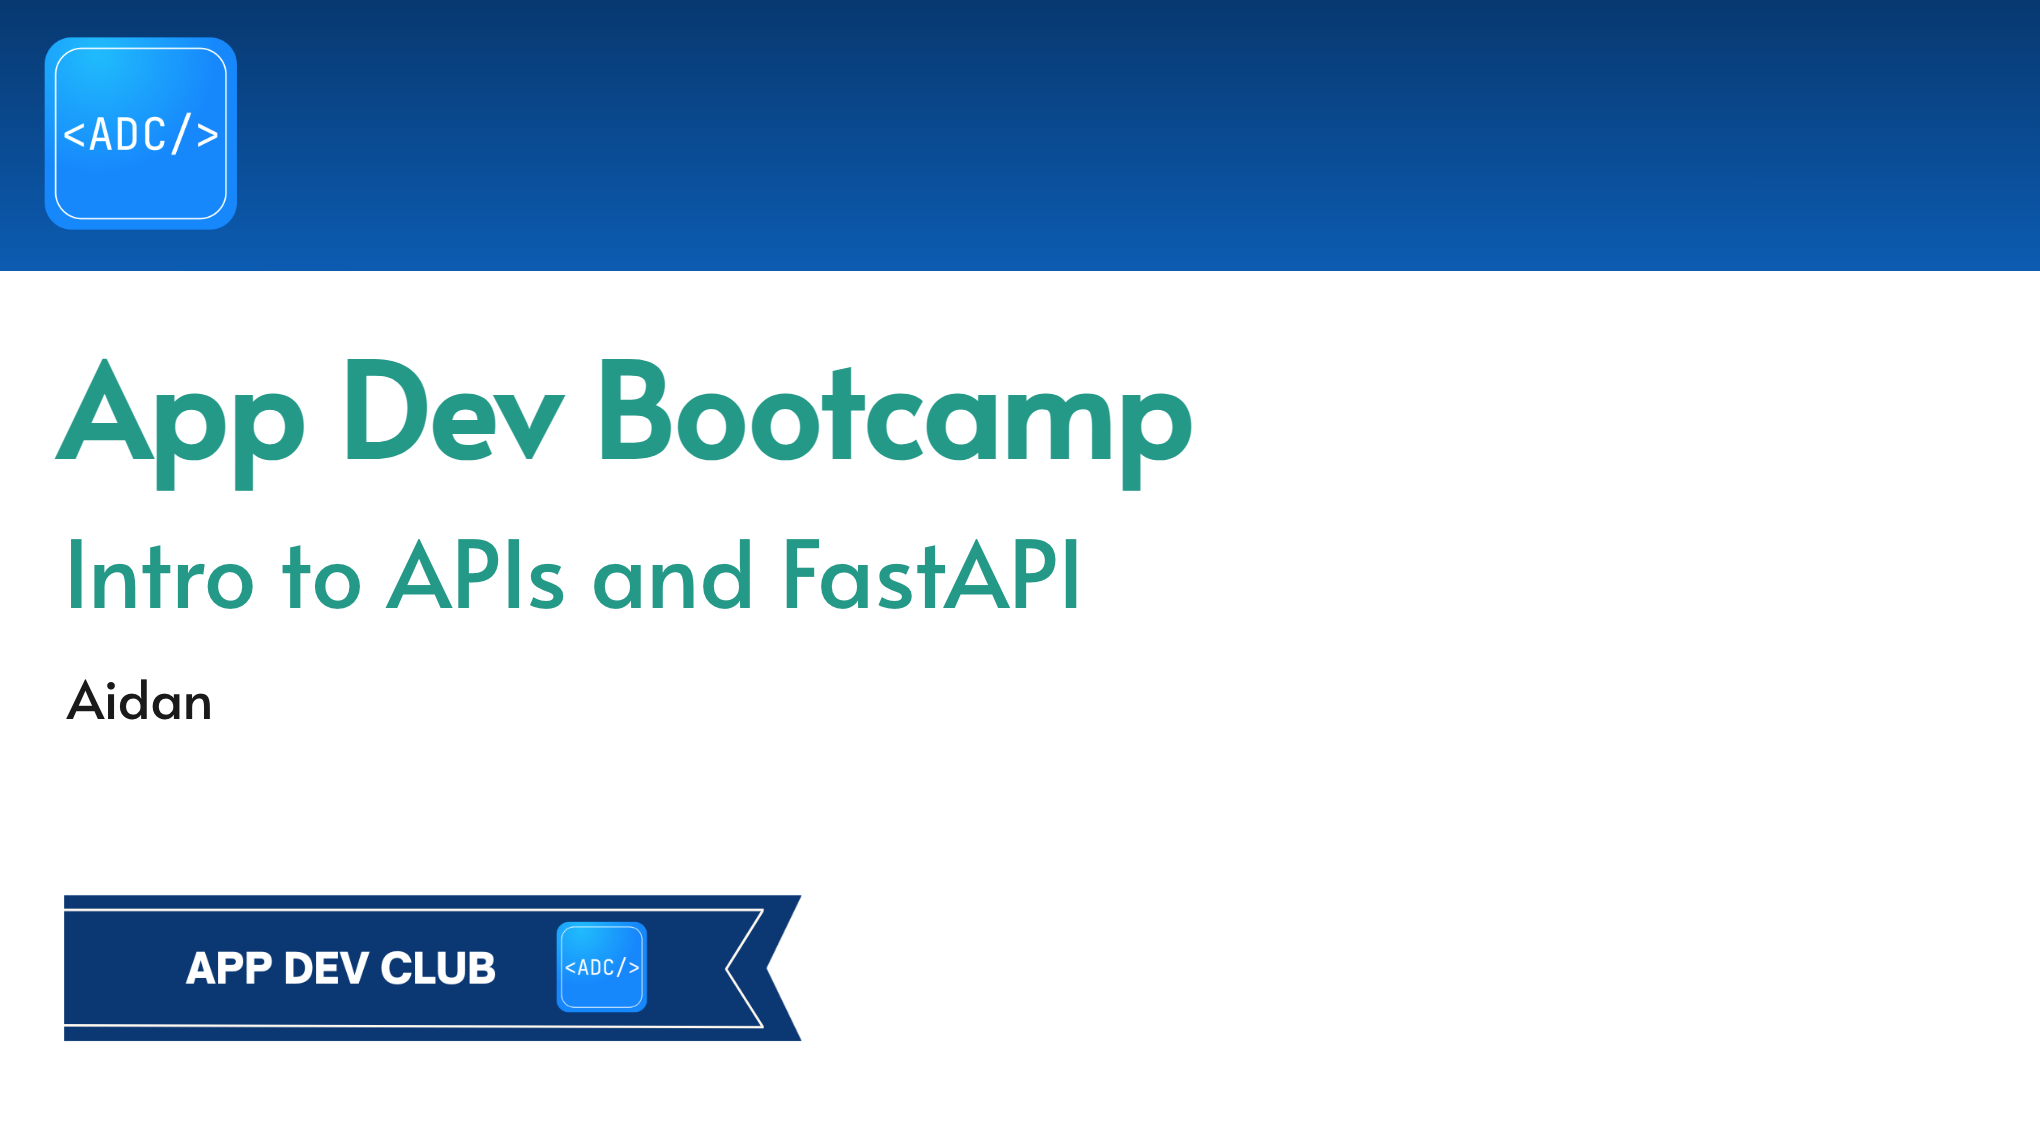 <ADC/>
App Dev Bootcamp
Intro to APIs and FastAPI
Aidan
APP DEV CLUB
<ADC/>